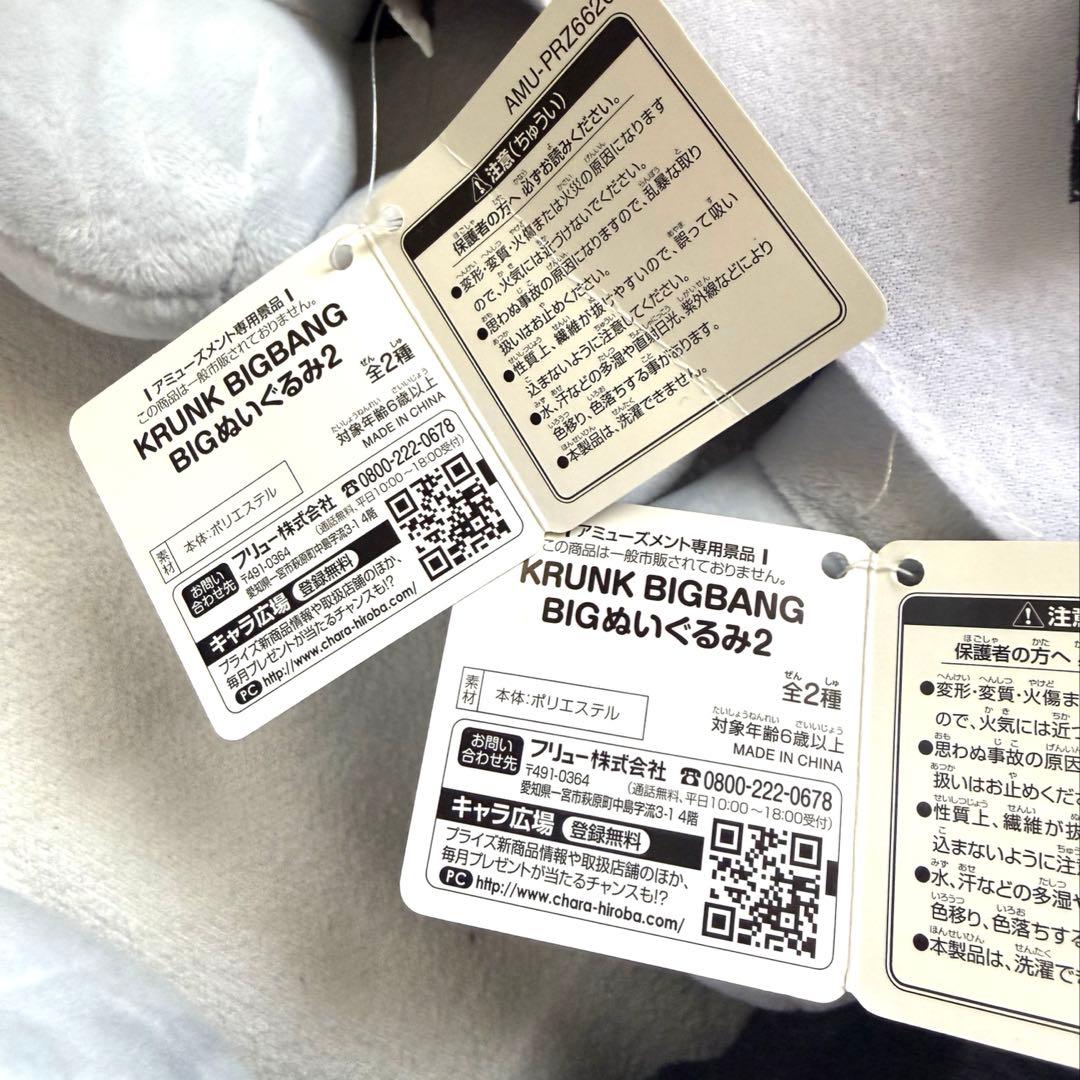 AMU-PRZ662
注意(ちゅうい)
保護者の方へ 必ずお読みください。
●変形・変質・火傷または火災の原因になります
ので、火気には近づけないでください。
●思わぬ事故の原因になりますので、乱暴な取り
扱いはお止めください。
●性質上、繊維が抜けやすいので、誤って吸い
込まないように注意してください。
●水、汗などの多湿や直射日光、紫外線などにより
色移り、色落ちする事があります。
●本製品は、洗濯できません。
アミューズメント専用景品
この商品は一般市販されておりません。
KRUNK BIGBANG
BIGぬいぐるみ2
全2種
対象年齢6歳以上
MADE IN CHINA
素材 本体:ポリエステル
お問い合わせ先 フリュー株式会社 ☎0800-222-0678
〒491-0364 (通話無料、平日10:00〜18:00受付)
愛知県一宮市萩原町中島字流3-1 4階
キャラ広場 登録無料
プライズ新商品情報や取扱店舗のほか、
毎月プレゼントが当たるチャンスも!?
PC http://www.chara-hiroba.com/
アミューズメント専用景品
この商品は一般市販されておりません。
KRUNK BIGBANG
BIGぬいぐるみ2
全2種
対象年齢6歳以上
MADE IN CHINA
素材 本体:ポリエステル
お問い合わせ先 フリュー株式会社 ☎0800-222-0678
〒491-0364 (通話無料、平日10:00〜18:00受付)
愛知県一宮市萩原町中島字流3-1 4階
キャラ広場 登録無料
プライズ新商品情報や取扱店舗のほか、
毎月プレゼントが当たるチャンスも!?
PC http://www.chara-hiroba.com/
注意
保護者の方へ
●変形・変質・火傷ま
ので、火気には近づ
●思わぬ事故の原因
扱いはお止めくだ
●性質上、繊維が抜
込まないように注
●水、汗などの多湿や
色移り、色落ちする
●本製品は、洗濯で